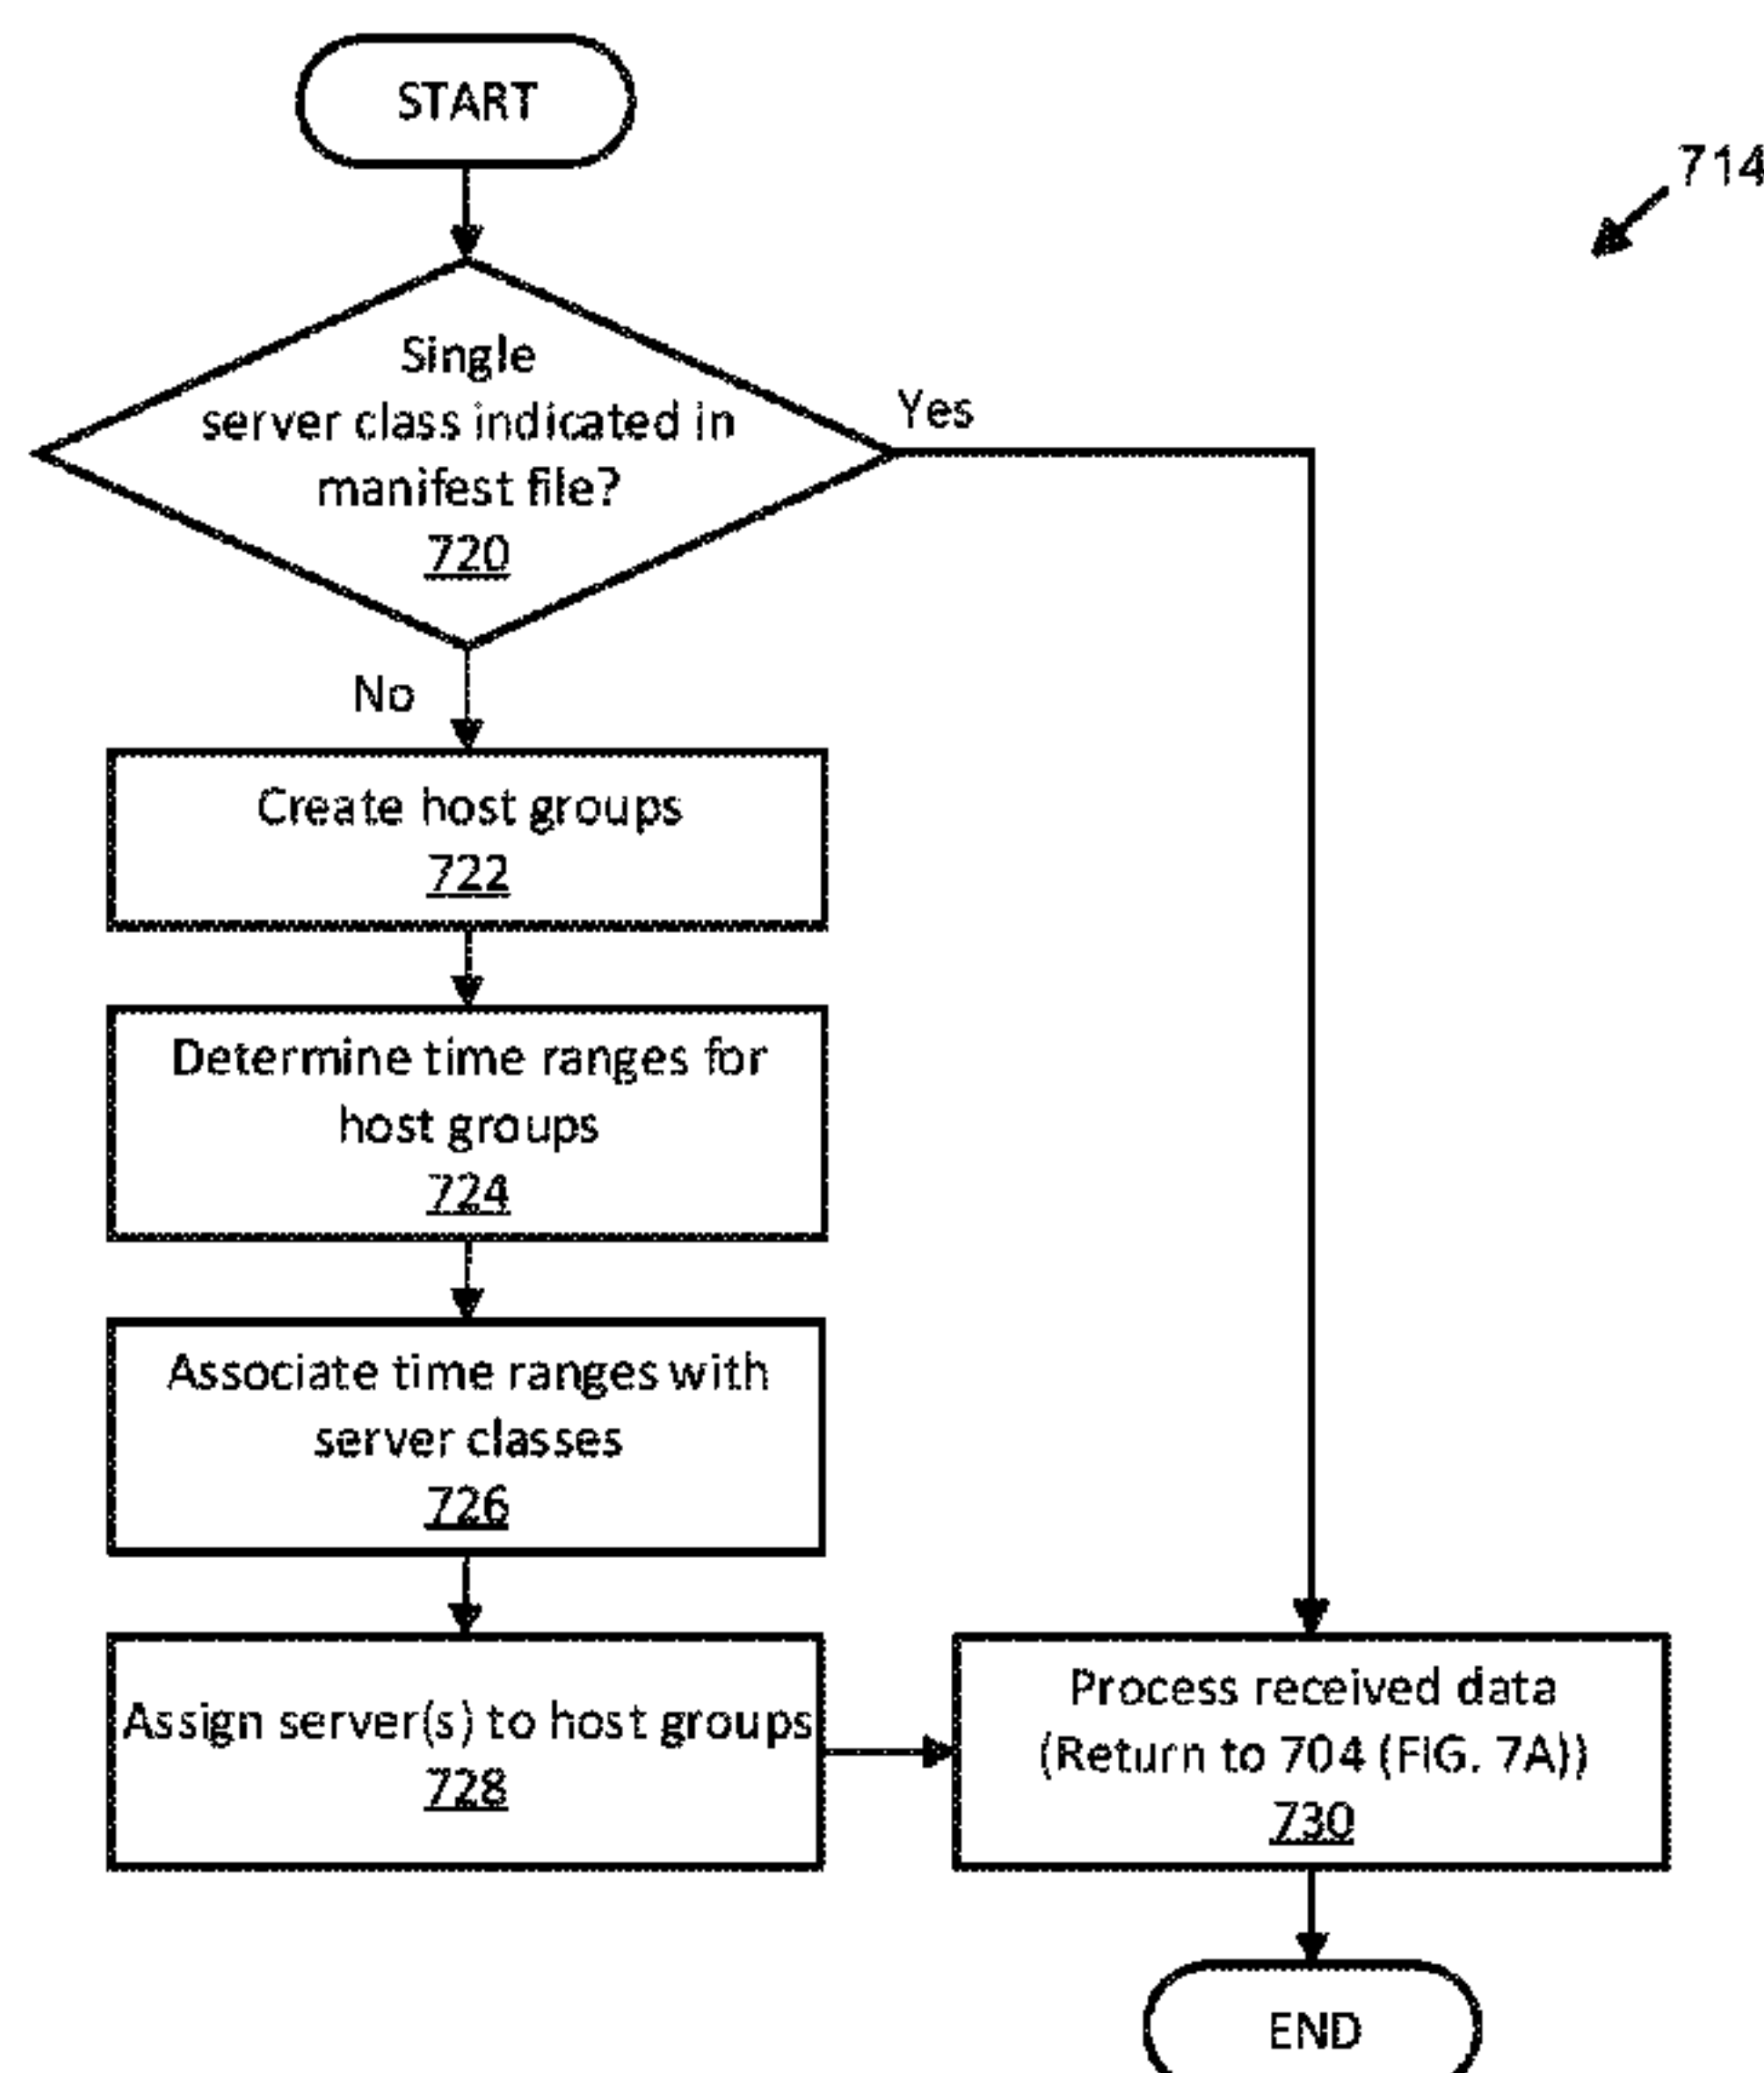 START
714
Single
server class indicated in
manifest file?
720
Yes
No
Create host groups
722
Determine time ranges for
host groups
724
Associate time ranges with
server classes
726
Assign server(s) to host groups
728
Process received data
(Return to 704 (FIG. 7A))
730
END